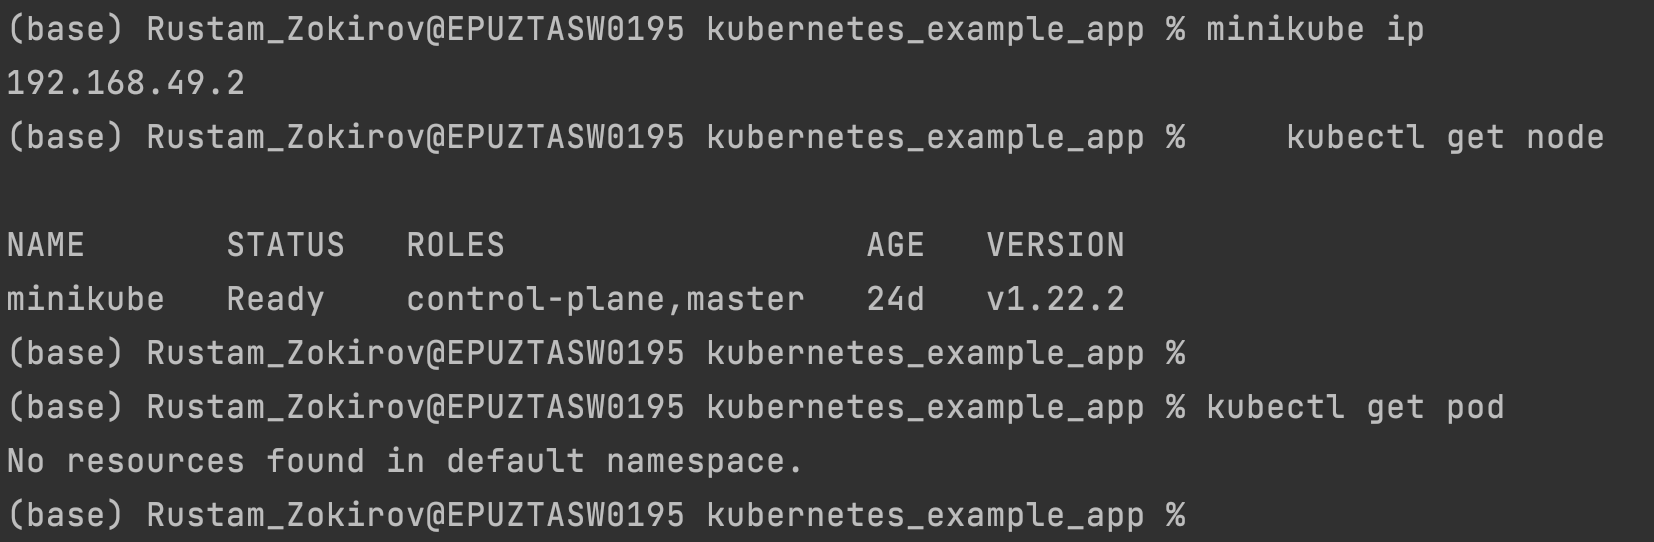 (base) Rustam_Zokirov@EPUZTASW0195 kubernetes_example_app % minikube ip
192.168.49.2
(base) Rustam_Zokirov@EPUZTASW0195 kubernetes_example_app %     kubectl get node
NAME       STATUS   ROLES                  AGE   VERSION
minikube   Ready    control-plane,master   24d   v1.22.2
(base) Rustam_Zokirov@EPUZTASW0195 kubernetes_example_app %
(base) Rustam_Zokirov@EPUZTASW0195 kubernetes_example_app % kubectl get pod
No resources found in default namespace.
(base) Rustam_Zokirov@EPUZTASW0195 kubernetes_example_app %